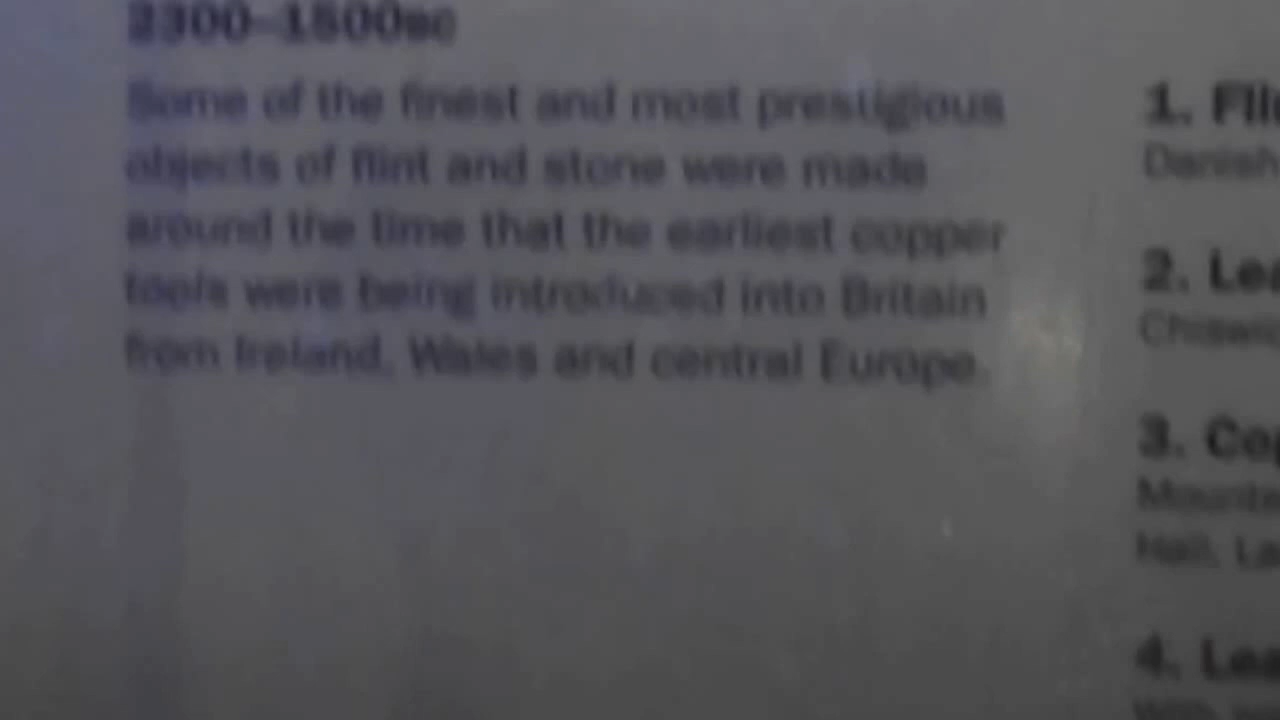 2300–1500BC
Some of the finest and most prestigious
objects of flint and stone were made
around the time that the earliest copper
tools were being introduced into Britain
from Ireland, Wales and central Europe.
1.
Danish
2.
3.
4.